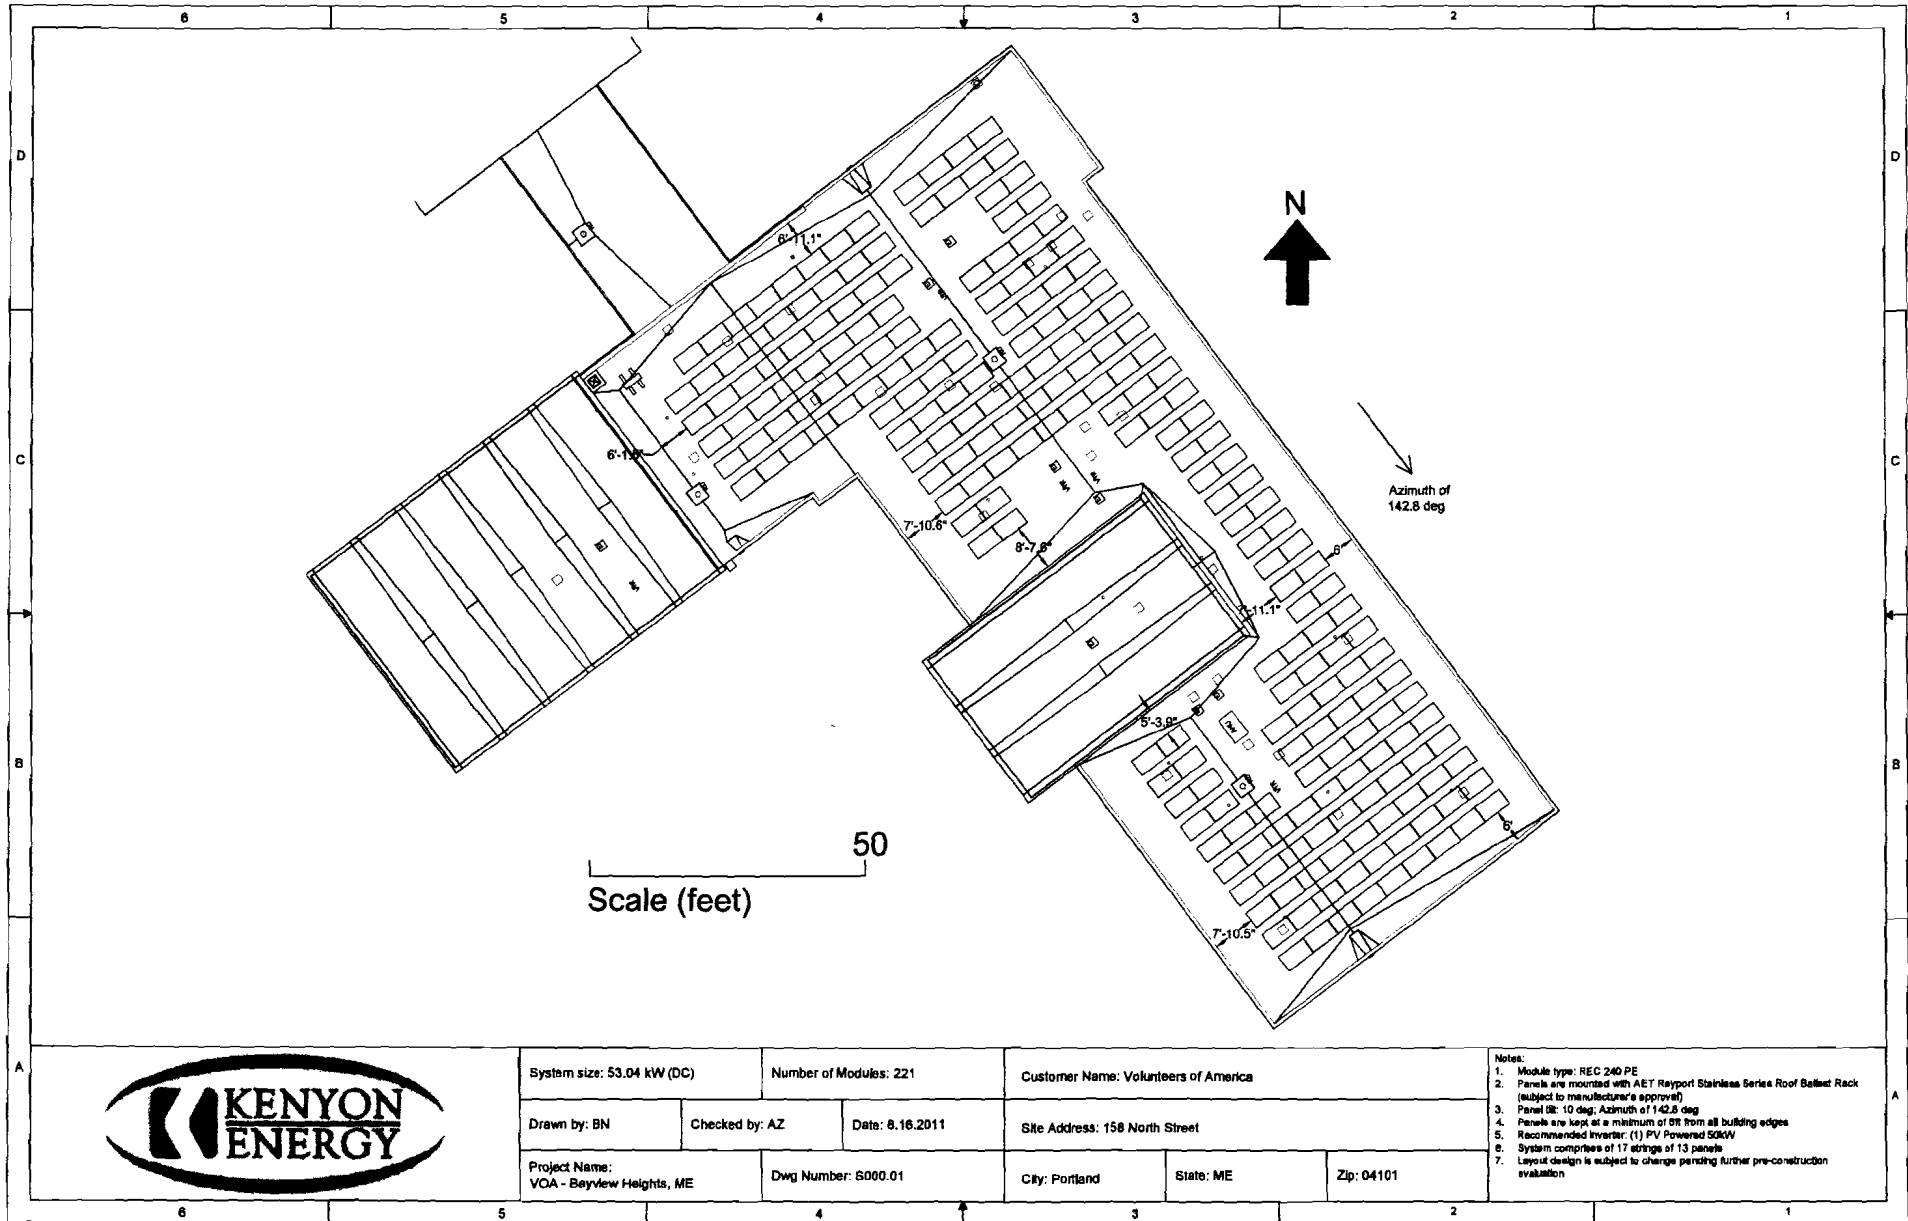 6 5 4 3 2 1
D D
C C
B B
A A
6'-11.1"
N
6'-1.5"
Azimuth of
142.8 deg
7'-10.6"
8'-7.6"
6'
7'-11.1"
5'-3.9"
6'
7'-10.5"
50
Scale (feet)
KENYON
ENERGY
System size: 53.04 kW (DC)
Number of Modules: 221
Customer Name: Volunteers of America
Drawn by: BN
Checked by: AZ
Date: 8.16.2011
Site Address: 158 North Street
Project Name:
VOA - Bayview Heights, ME
Dwg Number: S000.01
City: Portland
State: ME
Zip: 04101
Notes:
1. Module type: REC 240 PE
2. Panels are mounted with AET Rayport Stainless Series Roof Ballast Rack
(subject to manufacturer's approval)
3. Panel tilt: 10 deg; Azimuth of 142.8 deg
4. Panels are kept at a minimum of 5ft from all building edges
5. Recommended inverter: (1) PV Powered 50kW
6. System comprises of 17 strings of 13 panels
7. Layout design is subject to change pending further pre-construction
evaluation
6 5 4 3 2 1